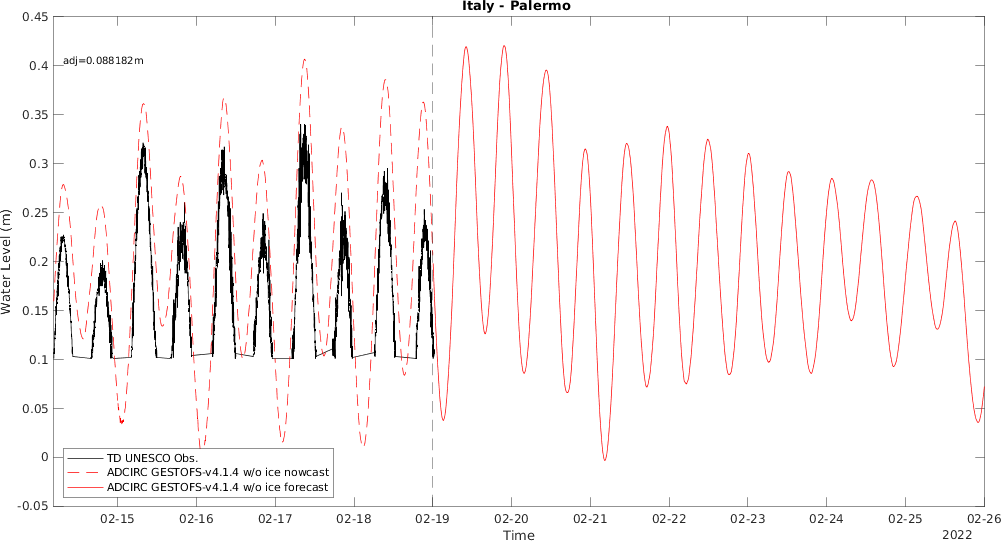 Italy - Palermo
0.45
0.4
0.35
0.3
0.25
0.2
0.15
0.1
0.05
0
-0.05
Water Level (m)
adj=0.088182m
TD UNESCO Obs.
ADCIRC GESTOFS-v4.1.4 w/o ice nowcast
ADCIRC GESTOFS-v4.1.4 w/o ice forecast
02-15 02-16 02-17 02-18 02-19 02-20 02-21 02-22 02-23 02-24 02-25 02-26
Time
2022